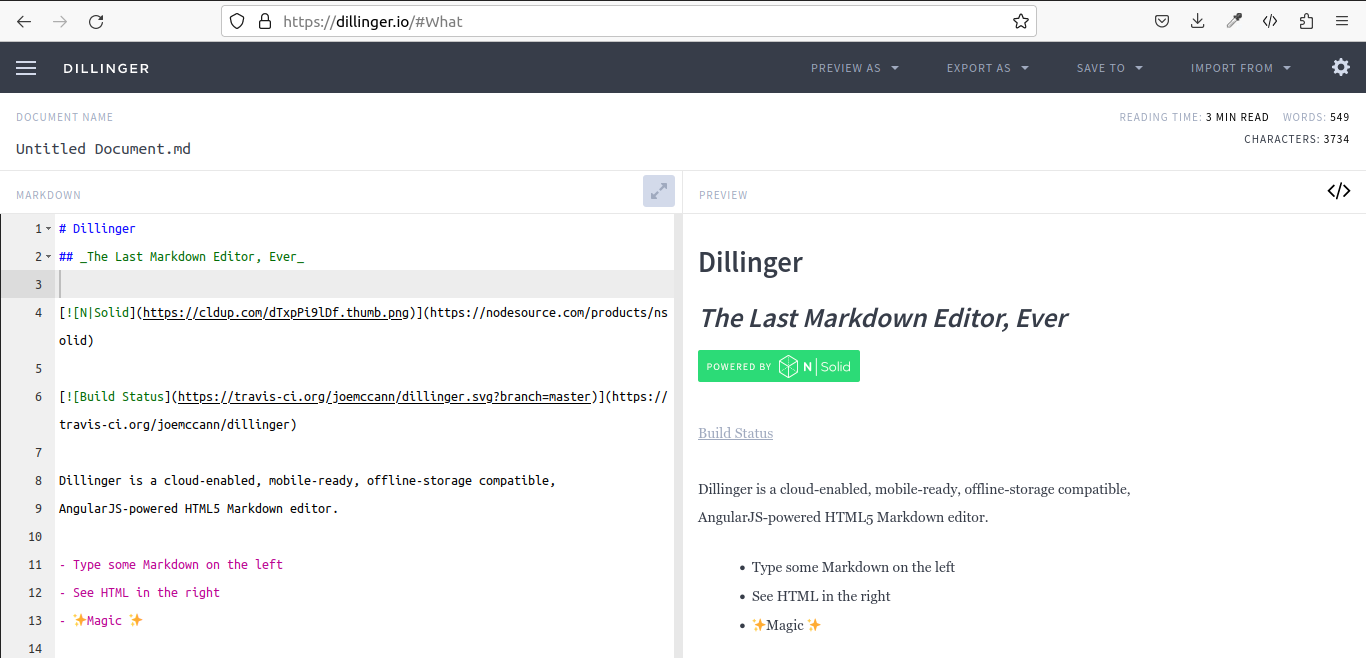 https://dillinger.io/#What
DILLINGER
PREVIEW AS EXPORT AS SAVE TO IMPORT FROM
DOCUMENT NAME
READING TIME: 3 MIN READ WORDS: 549
CHARACTERS: 3734
Untitled Document.md
MARKDOWN
1 # Dillinger
2 ## _The Last Markdown Editor, Ever_
3
4 [![N|Solid](https://cldup.com/dTxpPi9lDf.thumb.png)](https://nodesource.com/products/ns
olid)
5
6 [![Build Status](https://travis-ci.org/joemccann/dillinger.svg?branch=master)](https://
travis-ci.org/joemccann/dillinger)
7
8 Dillinger is a cloud-enabled, mobile-ready, offline-storage compatible,
9 AngularJS-powered HTML5 Markdown editor.
10
11 - Type some Markdown on the left
12 - See HTML in the right
13 - ✨Magic ✨
14
PREVIEW
</>
Dillinger
The Last Markdown Editor, Ever
POWERED BY N|Solid
Build Status
Dillinger is a cloud-enabled, mobile-ready, offline-storage compatible,
AngularJS-powered HTML5 Markdown editor.
• Type some Markdown on the left
• See HTML in the right
• ✨Magic ✨